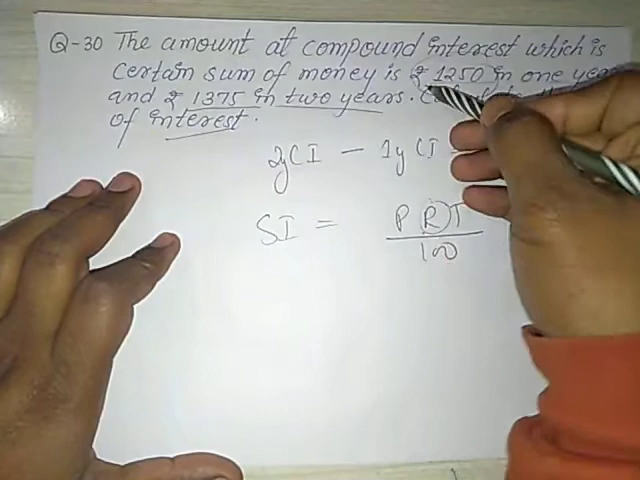 Q-30 The amount at compound interest which is
certain sum of money is ₹ 1250 in one year
and ₹ 1375 in two years.
of interest.
2y CI - 1y CI
SI = P R T
100